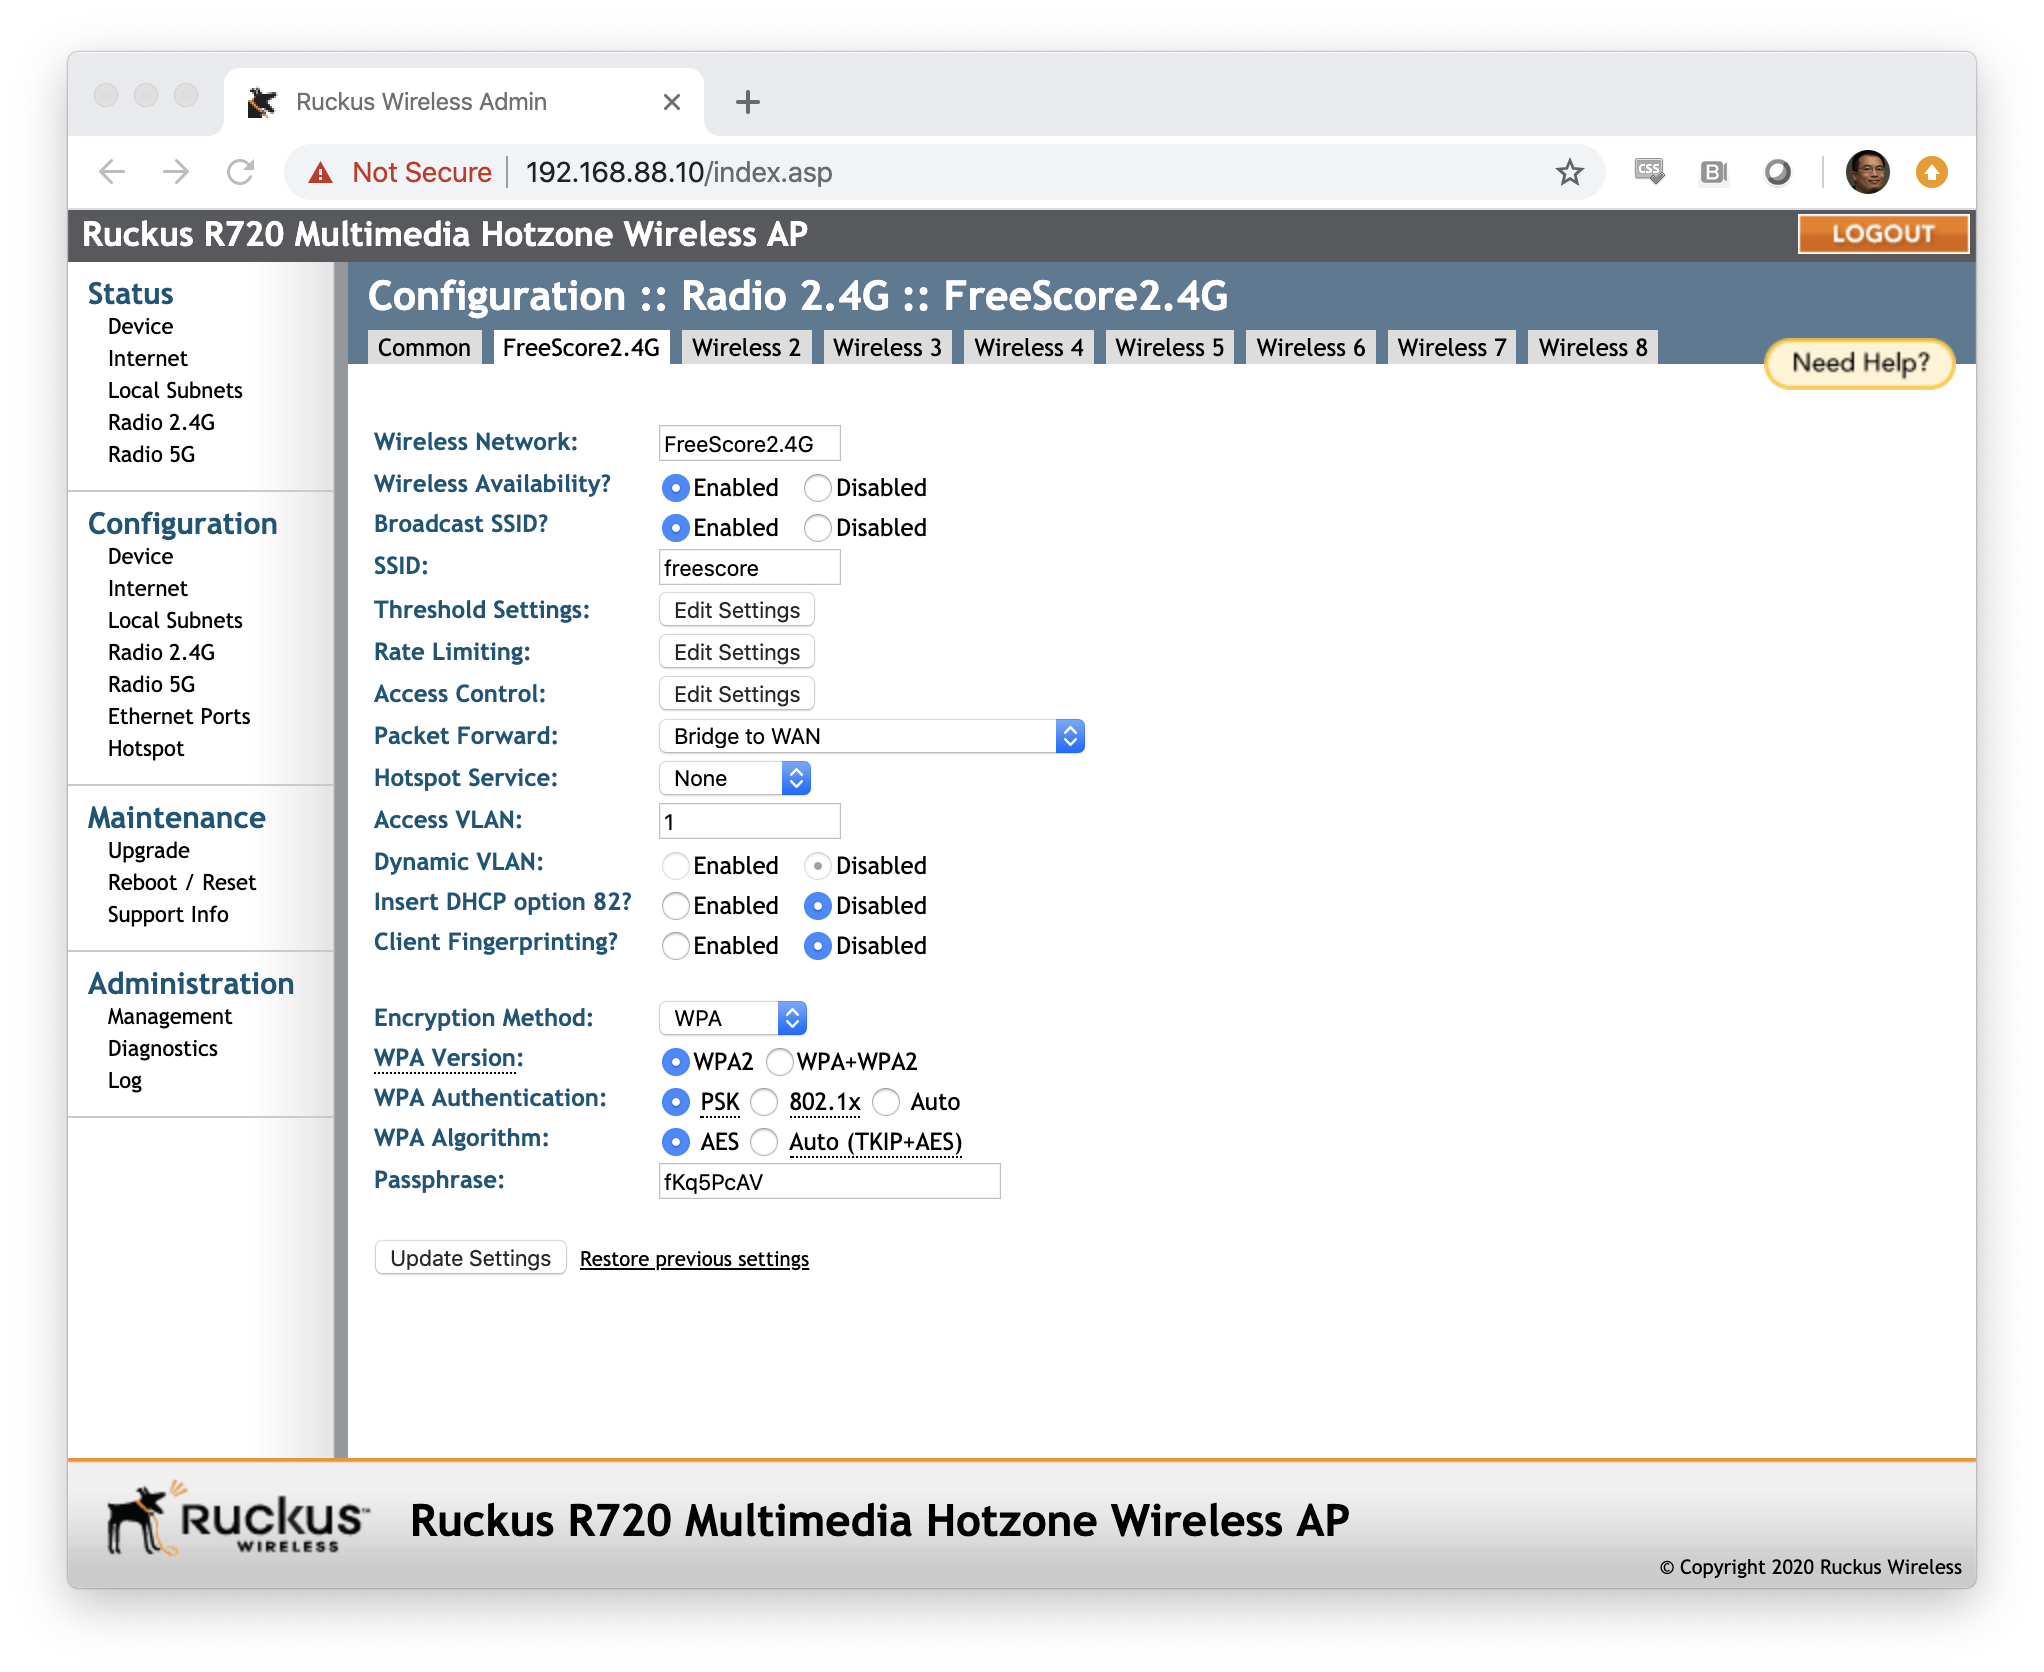 Ruckus Wireless Admin
Not Secure 192.168.88.10/index.asp
CSS B
Ruckus R720 Multimedia Hotzone Wireless AP LOGOUT
Status
Device
Internet
Local Subnets
Radio 2.4G
Radio 5G
Configuration
Device
Internet
Local Subnets
Radio 2.4G
Radio 5G
Ethernet Ports
Hotspot
Maintenance
Upgrade
Reboot / Reset
Support Info
Administration
Management
Diagnostics
Log
Configuration :: Radio 2.4G :: FreeScore2.4G
Common FreeScore2.4G Wireless 2 Wireless 3 Wireless 4 Wireless 5 Wireless 6 Wireless 7 Wireless 8
Need Help?
Wireless Network: FreeScore2.4G
Wireless Availability? Enabled Disabled
Broadcast SSID? Enabled Disabled
SSID: freescore
Threshold Settings: Edit Settings
Rate Limiting: Edit Settings
Access Control: Edit Settings
Packet Forward: Bridge to WAN
Hotspot Service: None
Access VLAN: 1
Dynamic VLAN: Enabled Disabled
Insert DHCP option 82? Enabled Disabled
Client Fingerprinting? Enabled Disabled
Encryption Method: WPA
WPA Version: WPA2 WPA+WPA2
WPA Authentication: PSK 802.1x Auto
WPA Algorithm: AES Auto (TKIP+AES)
Passphrase: fKq5PcAV
Update Settings Restore previous settings
RUCKUS™
WIRELESS
Ruckus R720 Multimedia Hotzone Wireless AP
© Copyright 2020 Ruckus Wireless